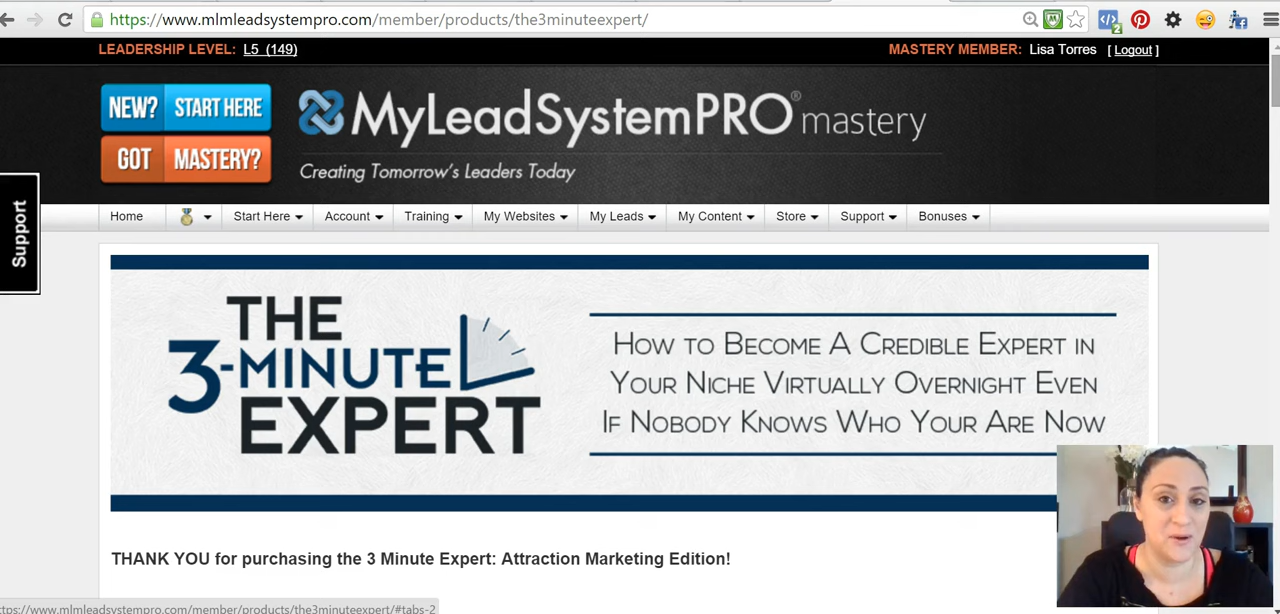 https://www.mlmleadsystempro.com/member/products/the3minuteexpert/
2
LEADERSHIP LEVEL: L5 (149)
MASTERY MEMBER: Lisa Torres [ Logout ]
NEW? START HERE
GOT MASTERY?
MyLeadSystemPRO® mastery
Creating Tomorrow's Leaders Today
Support
Home Start Here Account Training My Websites My Leads My Content Store Support Bonuses
THE
3-MINUTE
EXPERT
How to Become A Credible Expert in
Your Niche Virtually Overnight Even
If Nobody Knows Who Your Are Now
THANK YOU for purchasing the 3 Minute Expert: Attraction Marketing Edition!
ttps://www.mlmleadsystempro.com/member/products/the3minuteexpert/#tabs-2